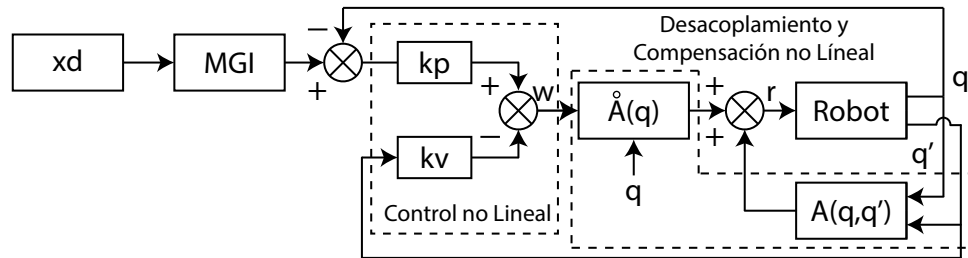 Desacoplamiento y
Compensación no Líneal
xd
MGI
−
+
kp
+
−
w
kv
Control no Lineal
Å(q)
q
+
+
r
Robot
q
q’
A(q,q’)